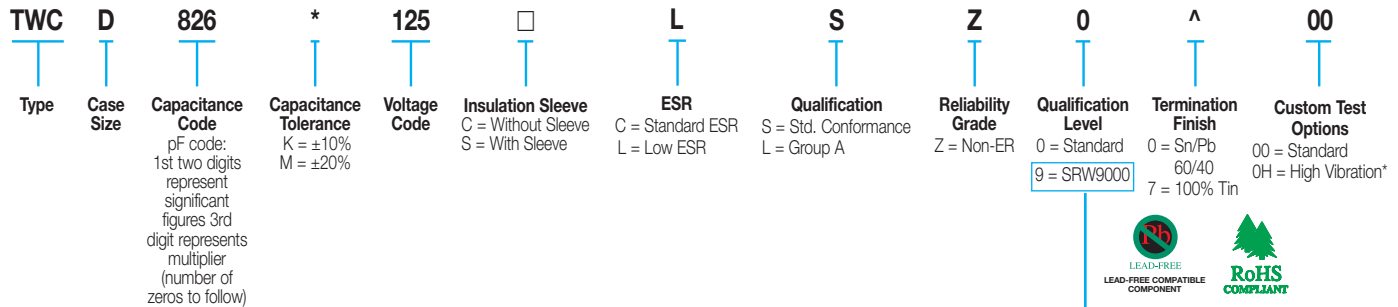 TWC D 826 * 125 □ L S Z 0 ^ 00
Type
Case
Size
Capacitance
Code
pF code:
1st two digits
represent
significant
figures 3rd
digit represents
multiplier
(number of
zeros to follow)
Capacitance
Tolerance
K = ±10%
M = ±20%
Voltage
Code
Insulation Sleeve
C = Without Sleeve
S = With Sleeve
ESR
C = Standard ESR
L = Low ESR
Qualification
S = Std. Conformance
L = Group A
Reliability
Grade
Z = Non-ER
Qualification
Level
0 = Standard
9 = SRW9000
Termination
Finish
0 = Sn/Pb
60/40
7 = 100% Tin
Custom Test
Options
00 = Standard
0H = High Vibration*
Pb
LEAD-FREE
LEAD-FREE COMPATIBLE
COMPONENT
RoHS
COMPLIANT